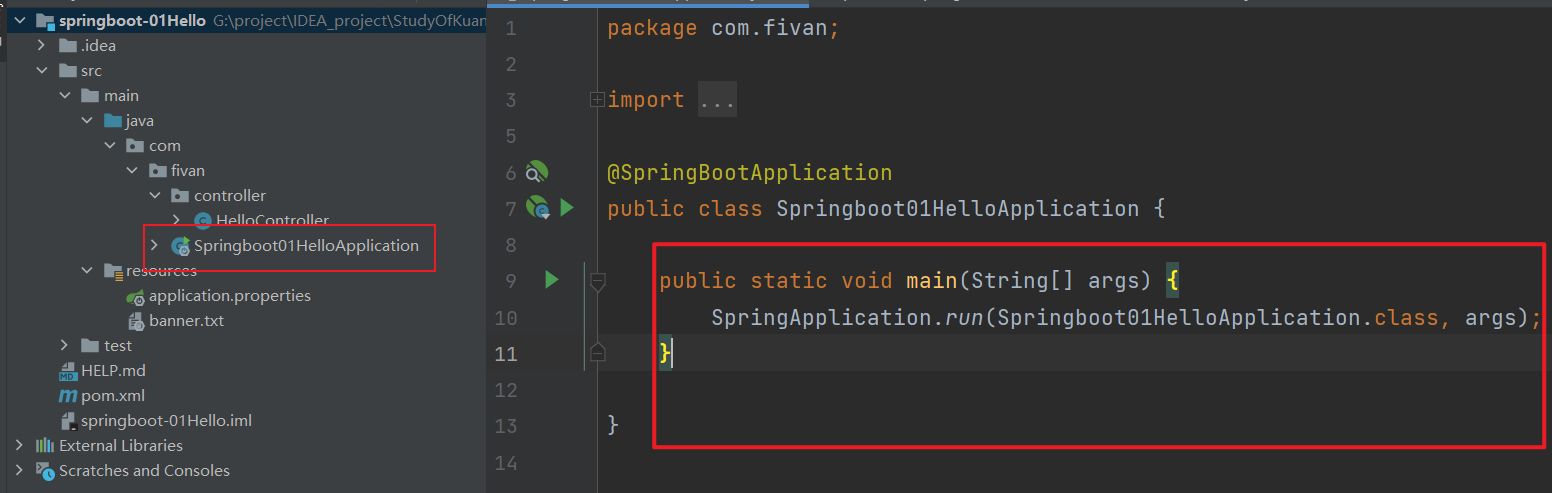 springboot-01Hello G:\project\IDEA_project\StudyOfKuan
.idea
src
main
java
com
fivan
controller
HelloController
Springboot01HelloApplication
resources
application.properties
banner.txt
test
HELP.md
pom.xml
springboot-01Hello.iml
External Libraries
Scratches and Consoles
1 package com.fivan;
2
3 import ...
5
6 @SpringBootApplication
7 public class Springboot01HelloApplication {
8
9 public static void main(String[] args) {
10 SpringApplication.run(Springboot01HelloApplication.class, args);
11 }
12
13 }
14